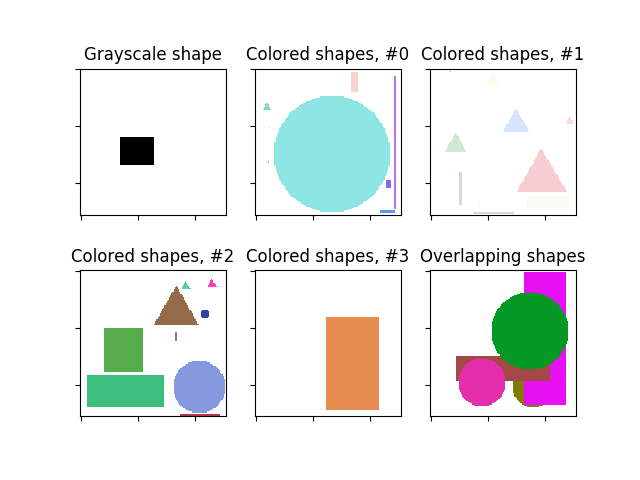 Grayscale shape
Colored shapes, #0
Colored shapes, #1
Colored shapes, #2
Colored shapes, #3
Overlapping shapes